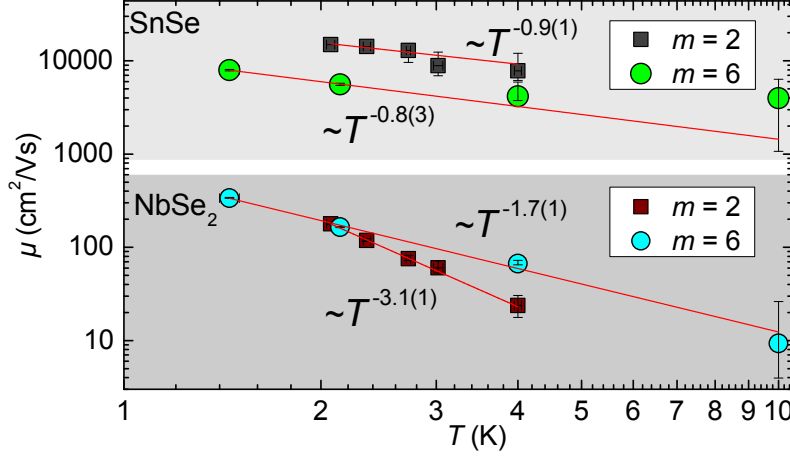 SnSe
~T^-0.9(1)
m = 2
m = 6
~T^-0.8(3)
NbSe₂
~T^-1.7(1)
m = 2
m = 6
~T^-3.1(1)
μ (cm²/Vs)
10000
1000
100
10
1 2 3 4 5 6 7 8 9 10
T (K)